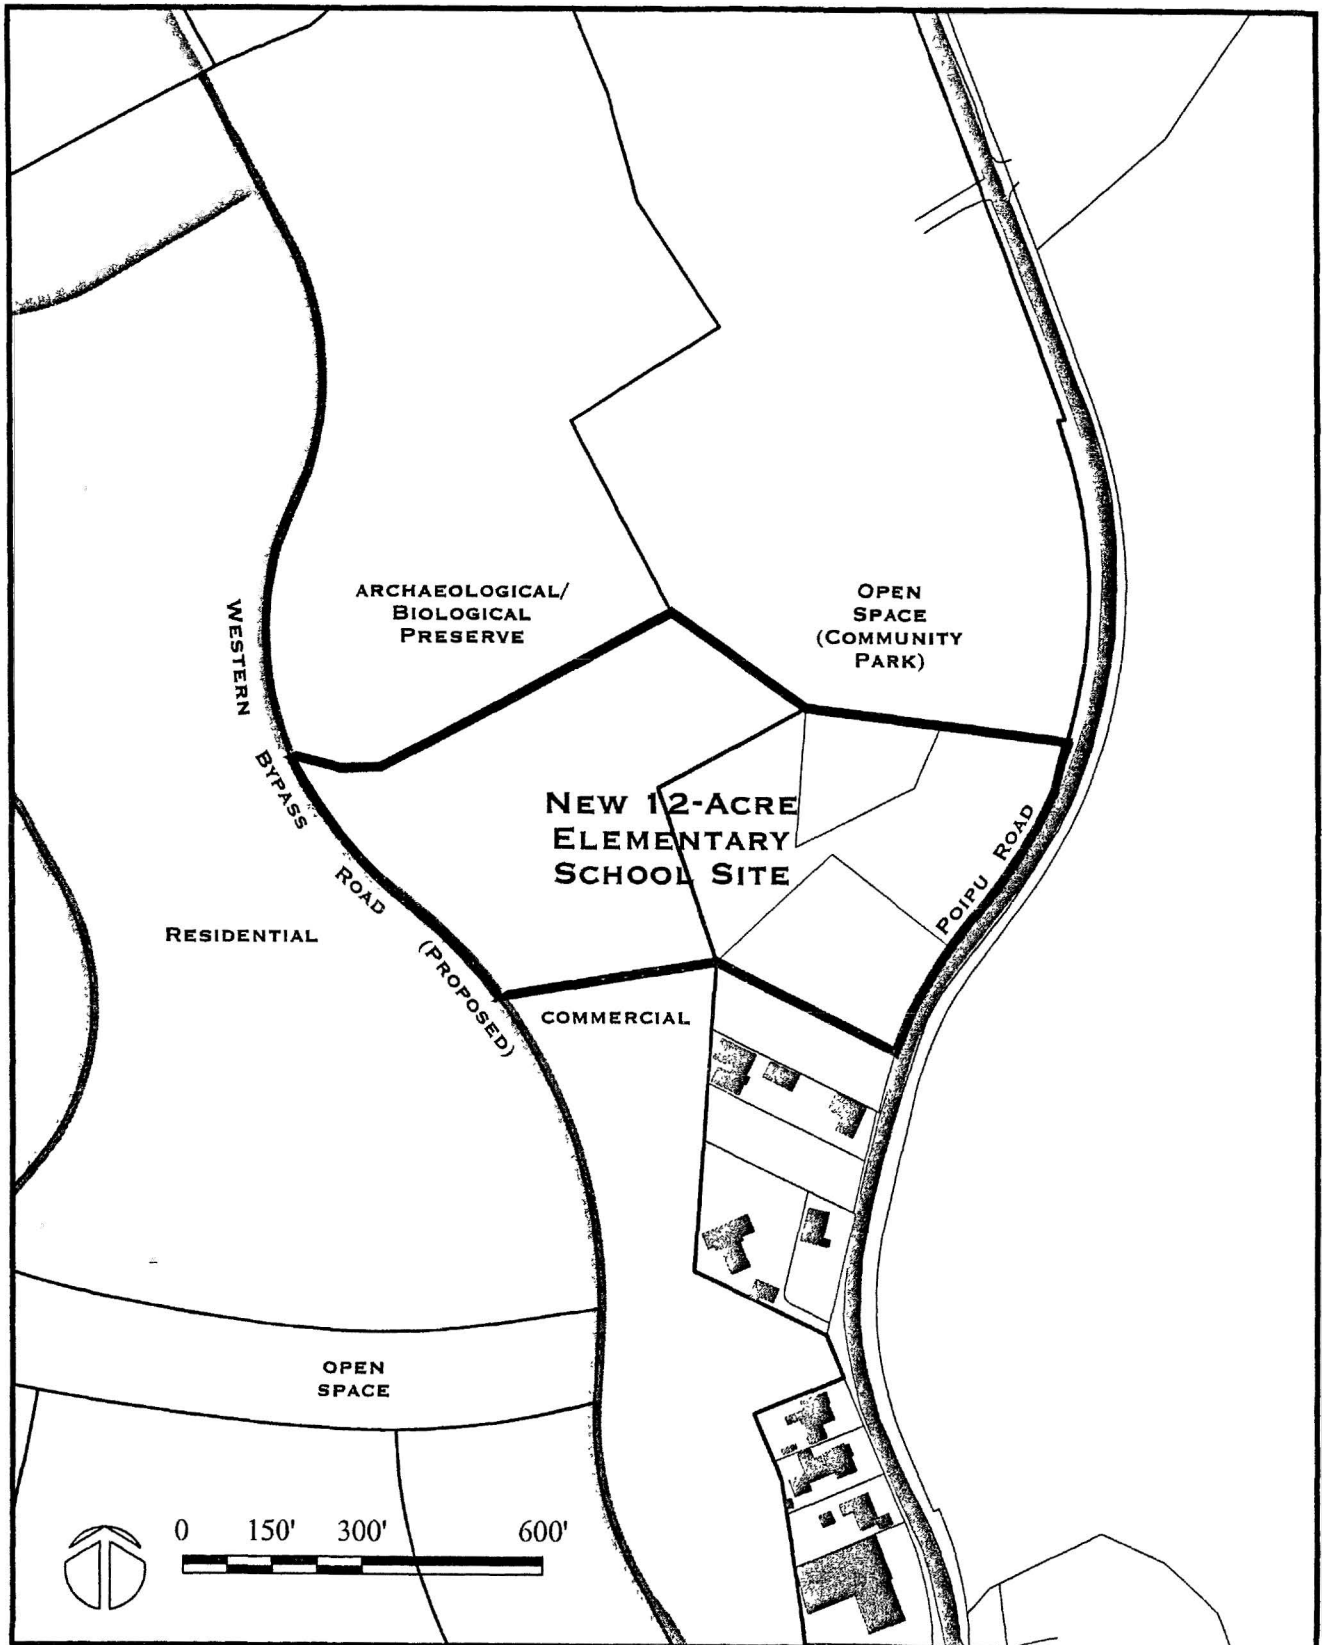 ARCHAEOLOGICAL/
BIOLOGICAL
PRESERVE
OPEN
SPACE
(COMMUNITY
PARK)
WESTERN BYPASS ROAD (PROPOSED)
NEW 12-ACRE
ELEMENTARY
SCHOOL SITE
POIPU ROAD
RESIDENTIAL
COMMERCIAL
OPEN
SPACE
0 150' 300' 600'